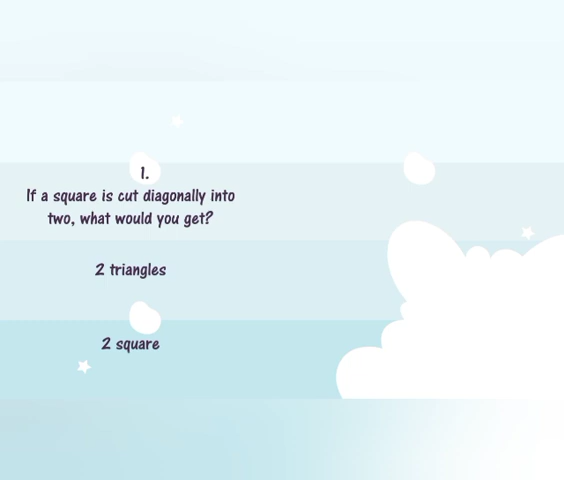 1.
If a square is cut diagonally into
two, what would you get?
2 triangles
2 square